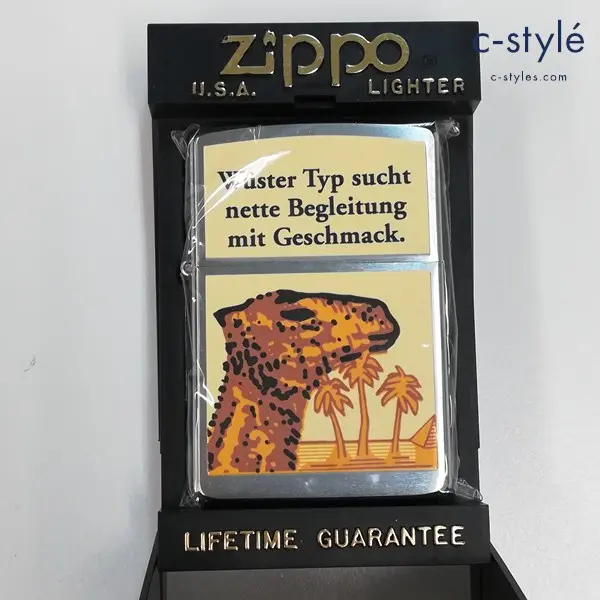 zippo
®
U.S.A. LIGHTER
c-stylé
c-styles.com
Wüster Typ sucht
nette Begleitung
mit Geschmack.
LIFETIME GUARANTEE